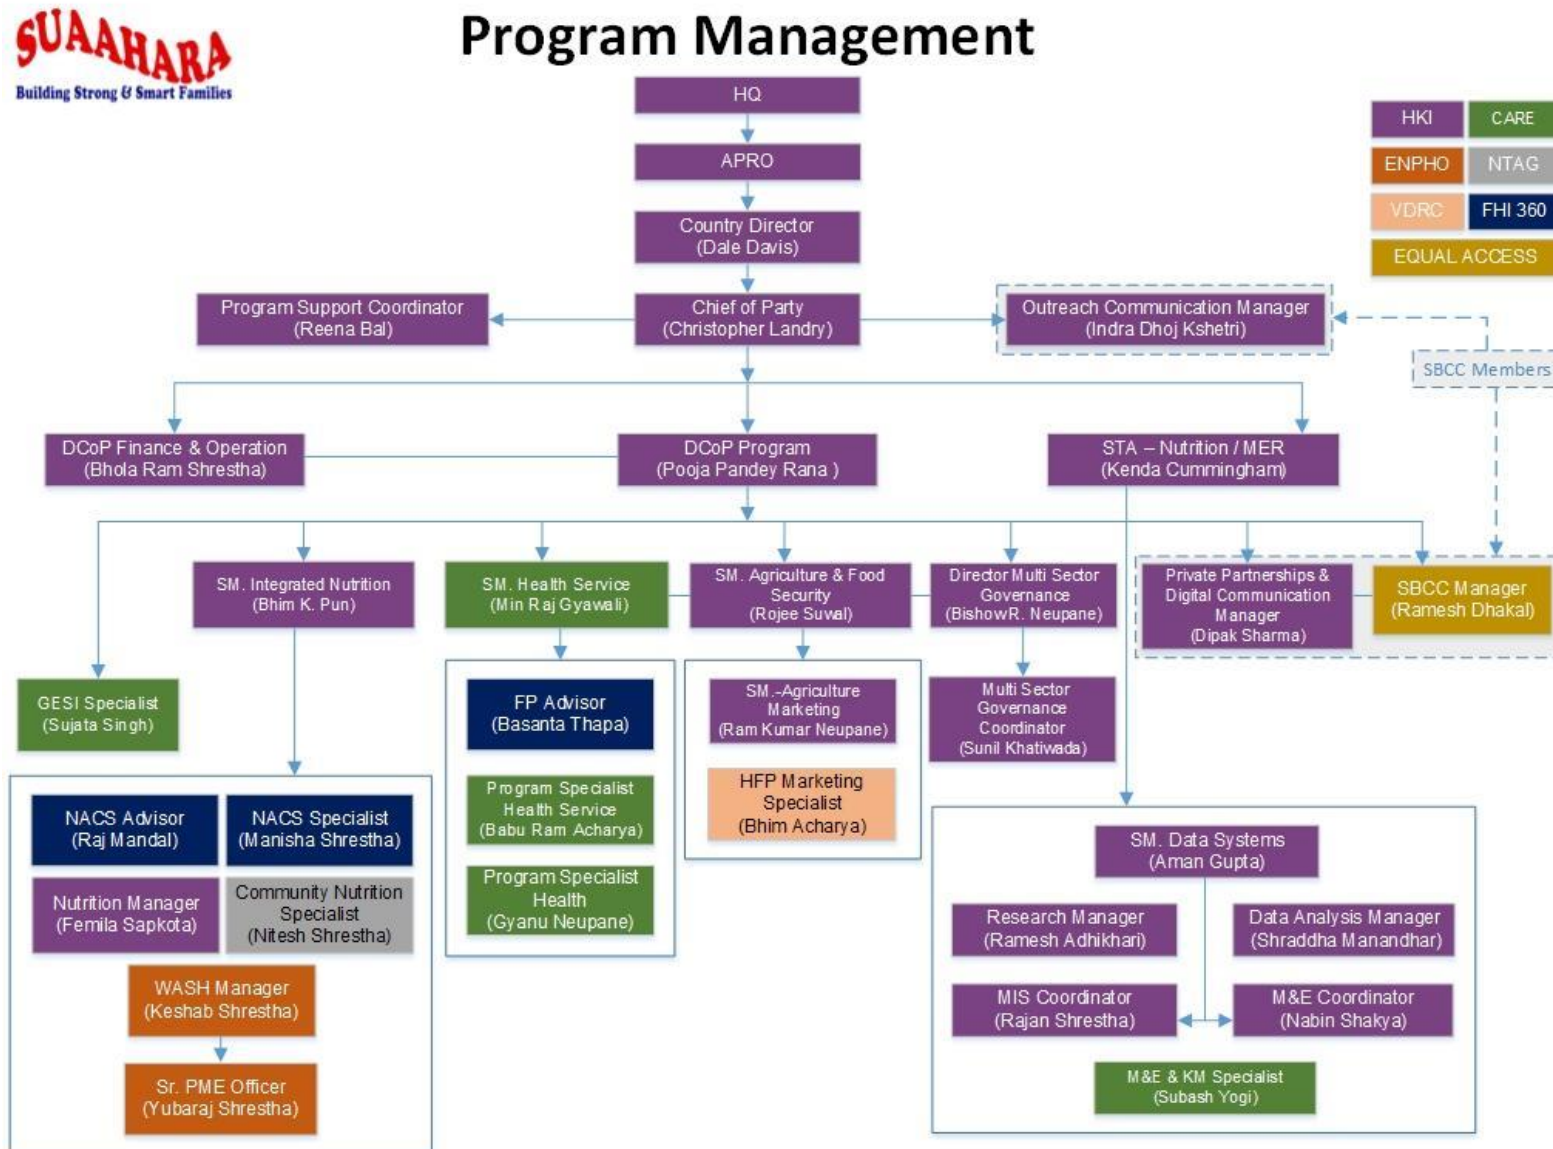 SUAAHARA
Building Strong & Smart Families
Program Management
HQ
APRO
Country Director
(Dale Davis)
HKI
CARE
ENPHO
NTAG
VDRC
FHI 360
EQUAL ACCESS
Program Support Coordinator
(Reena Bal)
Chief of Party
(Christopher Landry)
Outreach Communication Manager
(Indra Dhoj Kshetri)
SBCC Members
DCoP Finance & Operation
(Bhola Ram Shrestha)
DCoP Program
(Pooja Pandey Rana )
STA – Nutrition / MER
(Kenda Cummingham)
SM. Integrated Nutrition
(Bhim K. Pun)
SM. Health Service
(Min Raj Gyawali)
SM. Agriculture & Food
Security
(Rojee Suwal)
Director Multi Sector
Governance
(Bishow R. Neupane)
Private Partnerships &
Digital Communication
Manager
(Dipak Sharma)
SBCC Manager
(Ramesh Dhakal)
GESI Specialist
(Sujata Singh)
FP Advisor
(Basanta Thapa)
SM.-Agriculture
Marketing
(Ram Kumar Neupane)
Multi Sector
Governance
Coordinator
(Sunil Khatiwada)
Program Specialist
Health Service
(Babu Ram Acharya)
HFP Marketing
Specialist
(Bhim Acharya)
Program Specialist
Health
(Gyanu Neupane)
NACS Advisor
(Raj Mandal)
NACS Specialist
(Manisha Shrestha)
Nutrition Manager
(Femila Sapkota)
Community Nutrition
Specialist
(Nitesh Shrestha)
WASH Manager
(Keshab Shrestha)
Sr. PME Officer
(Yubaraj Shrestha)
SM. Data Systems
(Aman Gupta)
Research Manager
(Ramesh Adhikhari)
Data Analysis Manager
(Shraddha Manandhar)
MIS Coordinator
(Rajan Shrestha)
M&E Coordinator
(Nabin Shakya)
M&E & KM Specialist
(Subash Yogi)